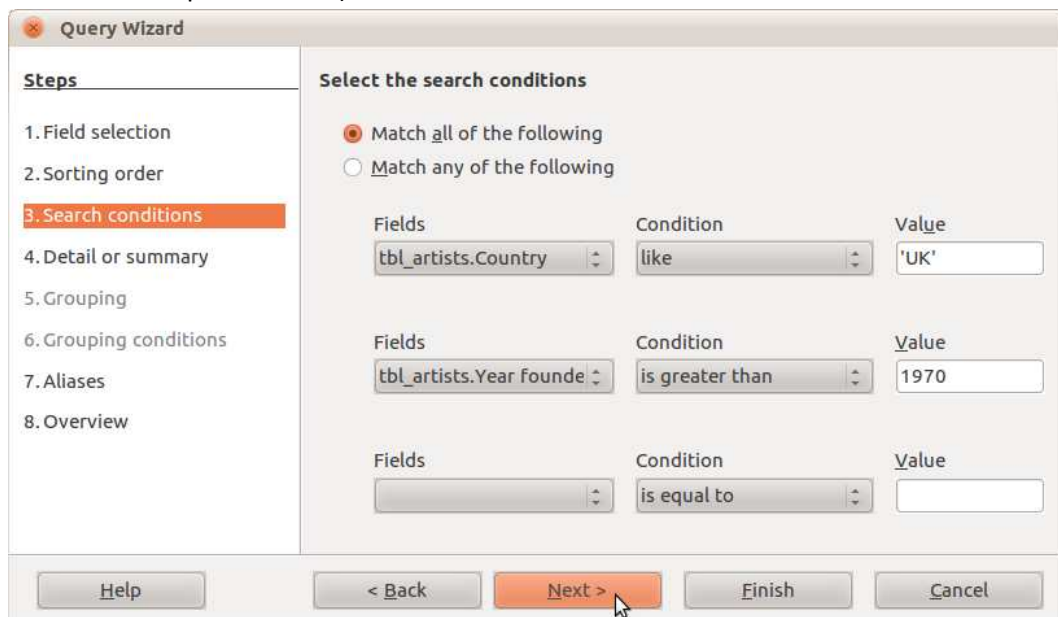 Query Wizard
Steps
1. Field selection
2. Sorting order
3. Search conditions
4. Detail or summary
5. Grouping
6. Grouping conditions
7. Aliases
8. Overview
Select the search conditions
Match all of the following
Match any of the following
Fields Condition Value
tbl_artists.Country like 'UK'
Fields Condition Value
tbl_artists.Year founde is greater than 1970
Fields Condition Value
is equal to
Help < Back Next > Finish Cancel